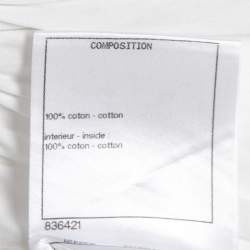 COMPOSITION
100% coton - cotton
interieur - inside :
100% coton - cotton
836421